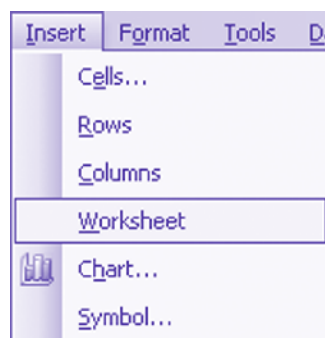 Insert Format Tools
Cells...
Rows
Columns
Worksheet
Chart...
Symbol...